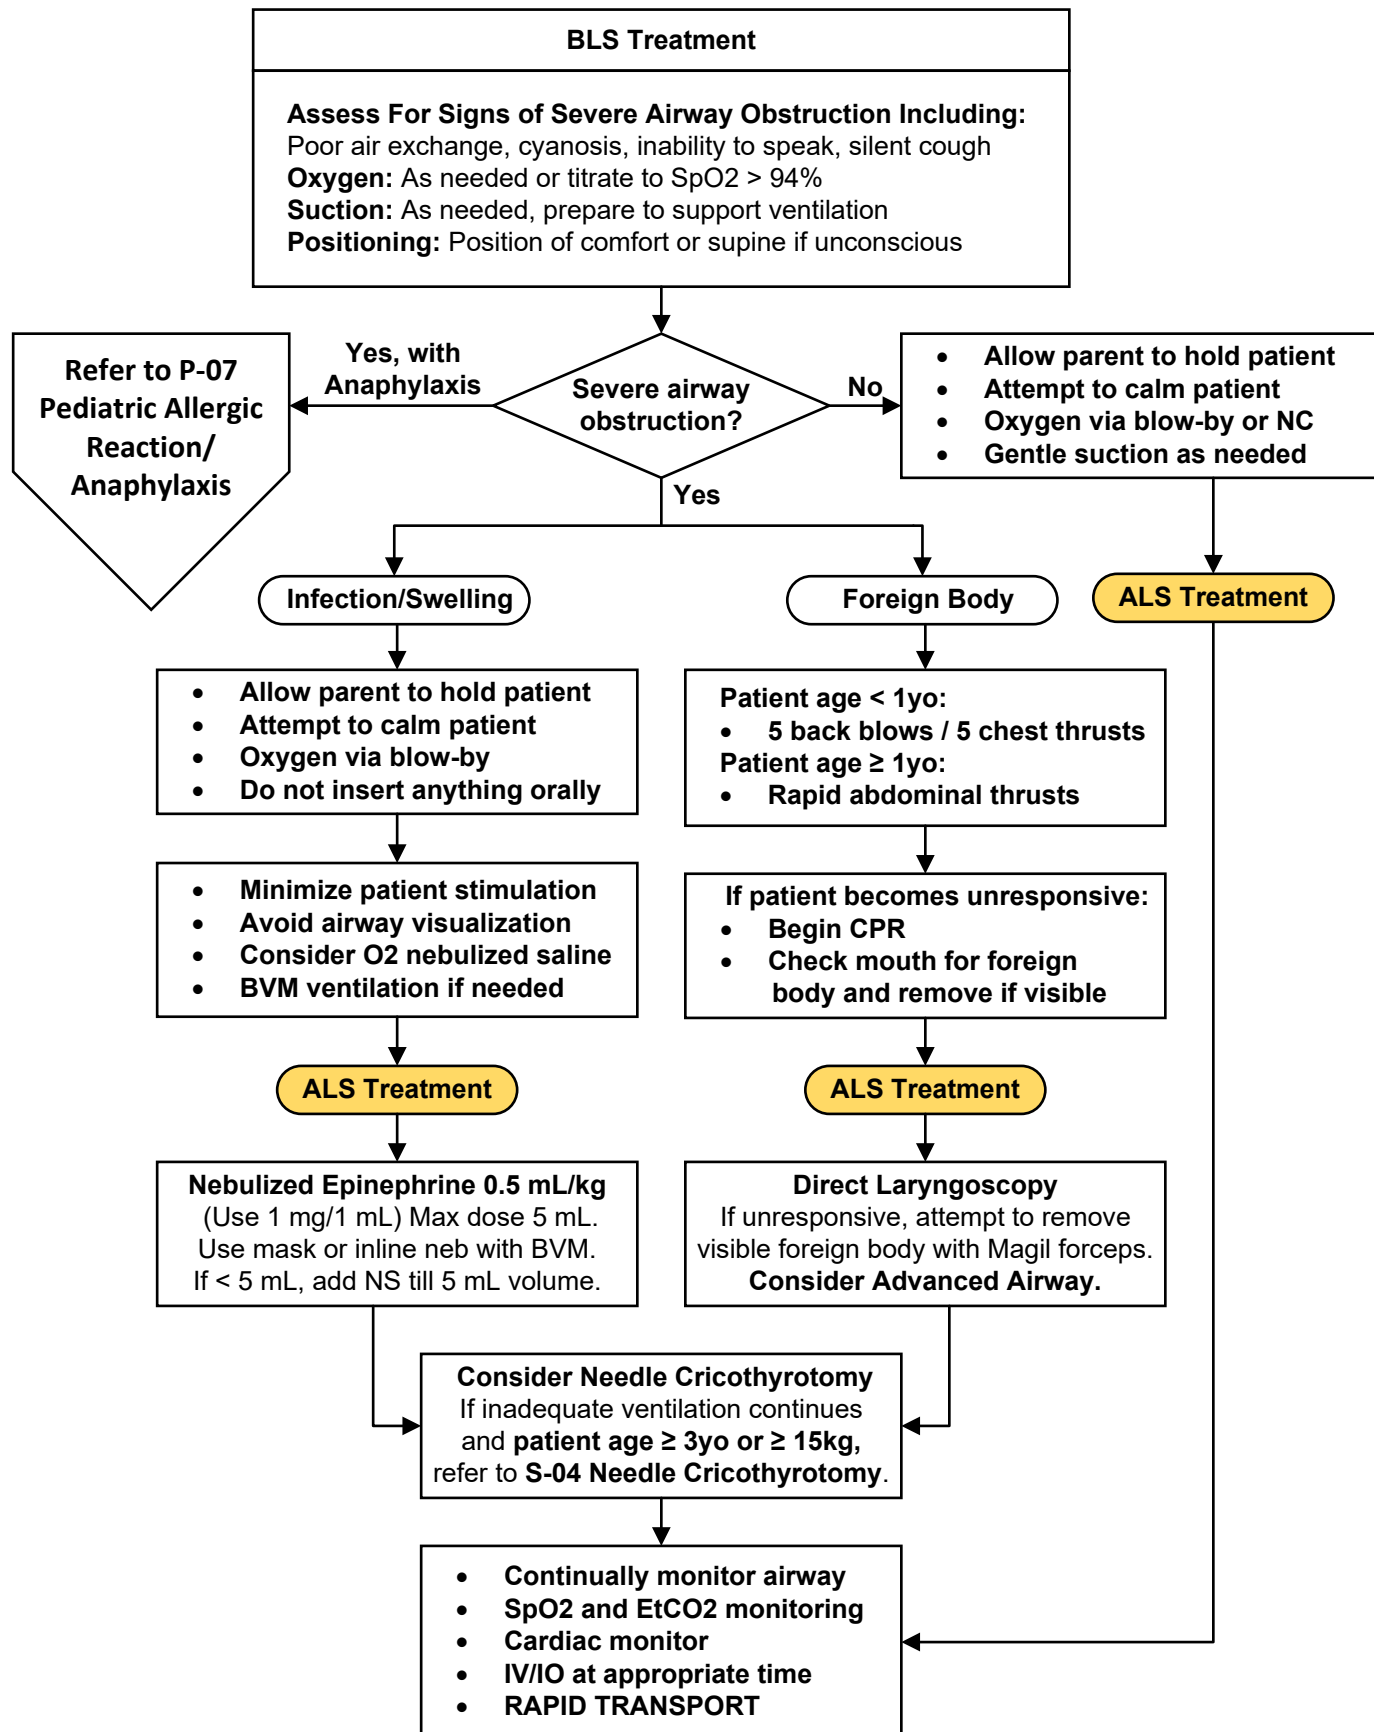 BLS Treatment
Assess For Signs of Severe Airway Obstruction Including:
Poor air exchange, cyanosis, inability to speak, silent cough
Oxygen: As needed or titrate to SpO2 > 94%
Suction: As needed, prepare to support ventilation
Positioning: Position of comfort or supine if unconscious
Refer to P-07
Pediatric Allergic
Reaction/
Anaphylaxis
Yes, with
Anaphylaxis
Severe airway
obstruction?
No
• Allow parent to hold patient
• Attempt to calm patient
• Oxygen via blow-by or NC
• Gentle suction as needed
Yes
Infection/Swelling
Foreign Body
ALS Treatment
• Allow parent to hold patient
• Attempt to calm patient
• Oxygen via blow-by
• Do not insert anything orally
Patient age < 1yo:
• 5 back blows / 5 chest thrusts
Patient age ≥ 1yo:
• Rapid abdominal thrusts
• Minimize patient stimulation
• Avoid airway visualization
• Consider O2 nebulized saline
• BVM ventilation if needed
If patient becomes unresponsive:
• Begin CPR
• Check mouth for foreign
body and remove if visible
ALS Treatment
ALS Treatment
Nebulized Epinephrine 0.5 mL/kg
(Use 1 mg/1 mL) Max dose 5 mL.
Use mask or inline neb with BVM.
If < 5 mL, add NS till 5 mL volume.
Direct Laryngoscopy
If unresponsive, attempt to remove
visible foreign body with Magil forceps.
Consider Advanced Airway.
Consider Needle Cricothyrotomy
If inadequate ventilation continues
and patient age ≥ 3yo or ≥ 15kg,
refer to S-04 Needle Cricothyrotomy.
• Continually monitor airway
• SpO2 and EtCO2 monitoring
• Cardiac monitor
• IV/IO at appropriate time
• RAPID TRANSPORT